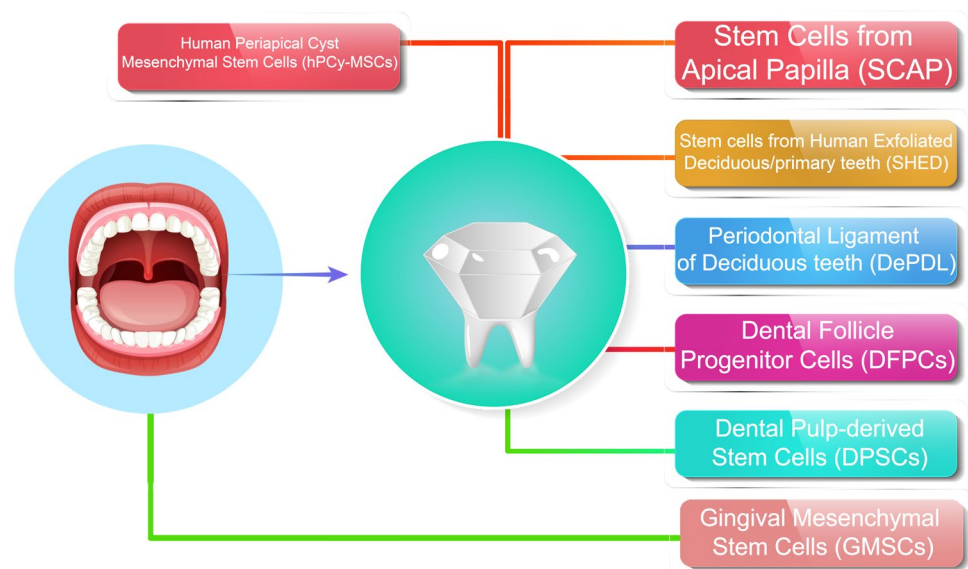 Human Periapical Cyst
Mesenchymal Stem Cells (hPCy-MSCs)
Stem Cells from
Apical Papilla (SCAP)
Stem cells from Human Exfoliated
Deciduous/primary teeth (SHED)
Periodontal Ligament
of Deciduous teeth (DePDL)
Dental Follicle
Progenitor Cells (DFPCs)
Dental Pulp-derived
Stem Cells (DPSCs)
Gingival Mesenchymal
Stem Cells (GMSCs)